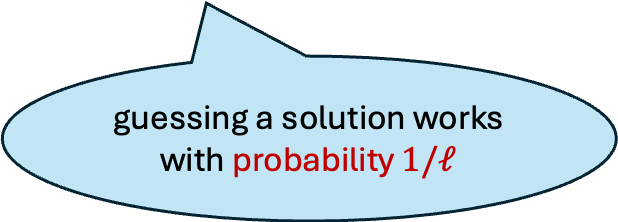 guessing a solution works
with probability 1/ℓ